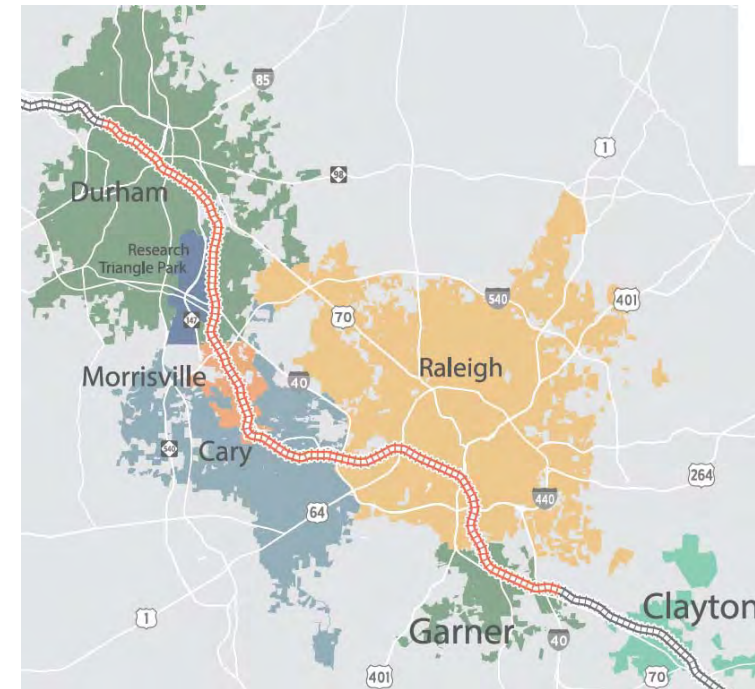 85
1
98
Durham
Research
Triangle Park
540
401
70
147
Raleigh
Morrisville
40
Cary
540
264
440
64
Clayton
1
Garner
40
401
70